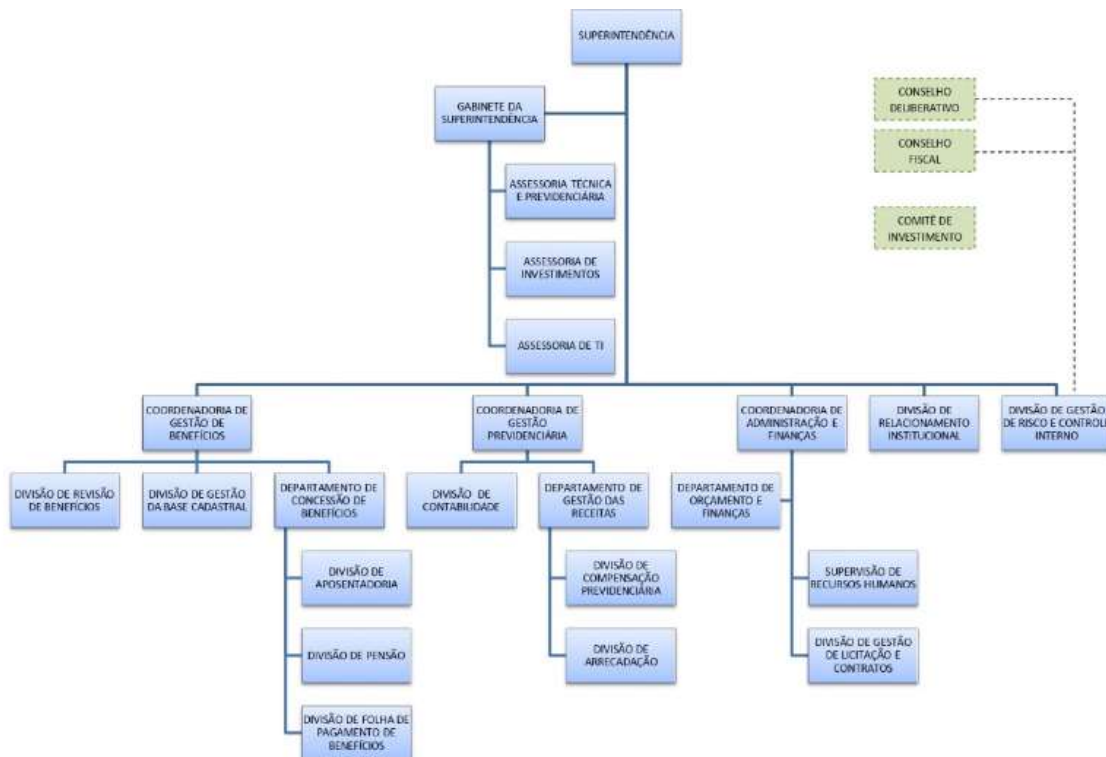 SUPERINTENDÊNCIA
GABINETE DA
SUPERINTENDÊNCIA
CONSELHO
DELIBERATIVO
CONSELHO
FISCAL
COMITÊ DE
INVESTIMENTO
ASSESSORIA TÉCNICA
E PREVIDENCIÁRIA
ASSESSORIA DE
INVESTIMENTOS
ASSESSORIA DE TI
COORDENADORIA DE
GESTÃO DE
BENEFÍCIOS
COORDENADORIA DE
GESTÃO
PREVIDENCIÁRIA
COORDENADORIA DE
ADMINISTRAÇÃO E
FINANÇAS
DIVISÃO DE
RELACIONAMENTO
INSTITUCIONAL
DIVISÃO DE GESTÃO
DE RISCO E CONTROLE
INTERNO
DIVISÃO DE REVISÃO
DE BENEFÍCIOS
DIVISÃO DE GESTÃO
DA BASE CADASTRAL
DEPARTAMENTO DE
CONCESSÃO DE
BENEFÍCIOS
DIVISÃO DE
CONTABILIDADE
DEPARTAMENTO DE
GESTÃO DAS
RECEITAS
DEPARTAMENTO DE
ORÇAMENTO E
FINANÇAS
DIVISÃO DE
APOSENTADORIA
DIVISÃO DE PENSÃO
DIVISÃO DE FOLHA DE
PAGAMENTO DE
BENEFÍCIOS
DIVISÃO DE
COMPENSAÇÃO
PREVIDENCIÁRIA
DIVISÃO DE
ARRECADAÇÃO
SUPERVISÃO DE
RECURSOS HUMANOS
DIVISÃO DE GESTÃO
DE LICITAÇÃO E
CONTRATOS